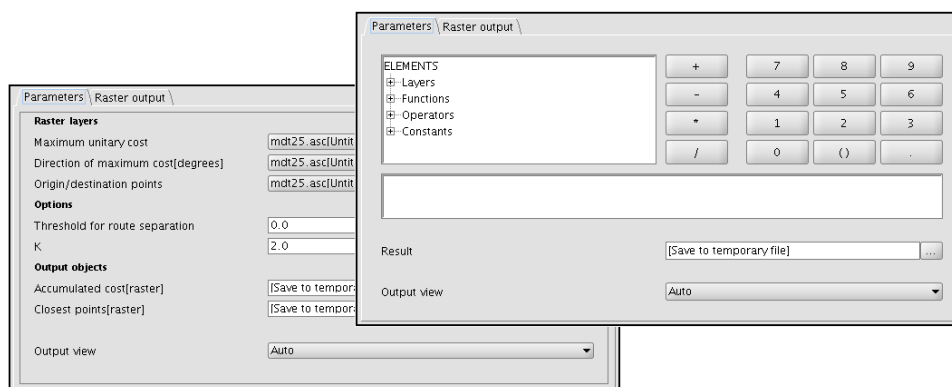 Parameters Raster output
ELEMENTS
Layers
Functions
Operators
Constants
+ 7 8 9
- 4 5 6
* 1 2 3
/ 0 () .
Result [Save to temporary file] ...
Output view Auto
Parameters Raster output
Raster layers
Maximum unitary cost mdt25.asc[Untit
Direction of maximum cost[degrees] mdt25.asc[Untit
Origin/destination points mdt25.asc[Untit
Options
Threshold for route separation 0.0
K 2.0
Output objects
Accumulated cost[raster] [Save to tempora
Closest points[raster] [Save to tempora
Output view Auto